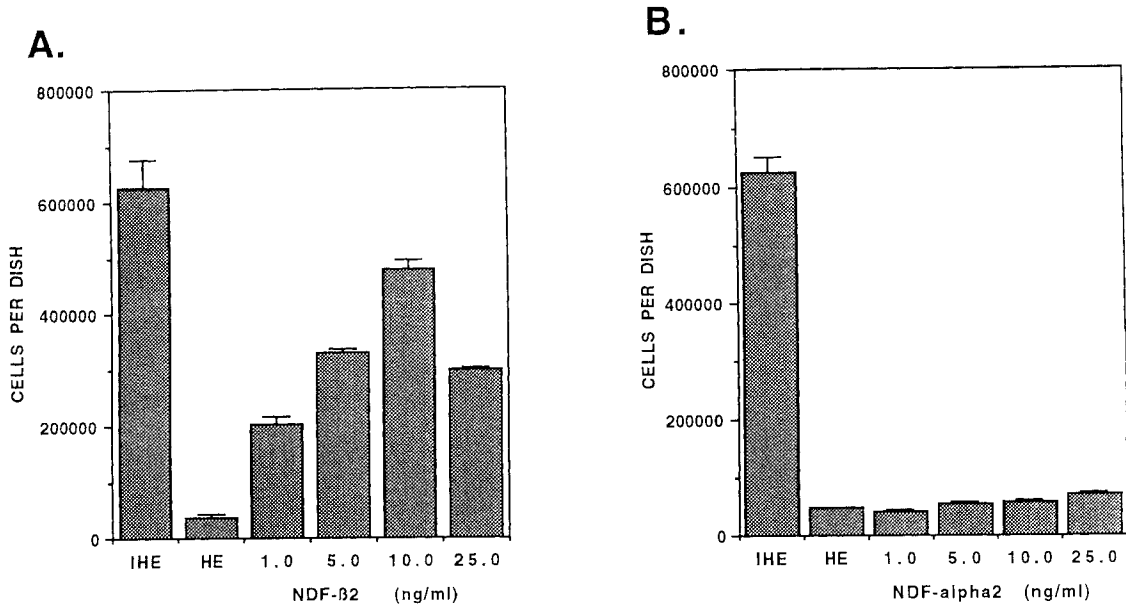 A.
800000
600000
400000
200000
0
CELLS PER DISH
IHE HE 1.0 5.0 10.0 25.0
NDF-ß2 (ng/ml)
B.
800000
600000
400000
200000
0
CELLS PER DISH
IHE HE 1.0 5.0 10.0 25.0
NDF-alpha2 (ng/ml)